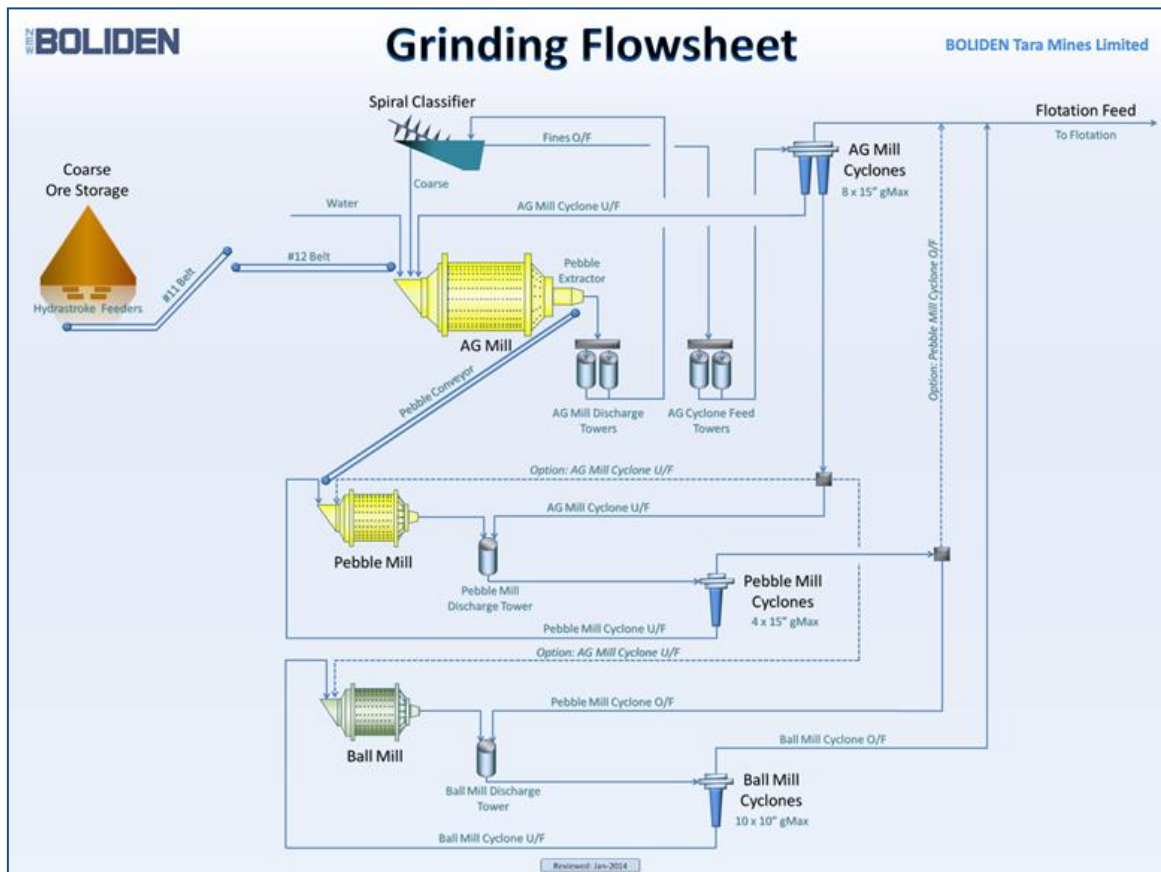 NEW BOLIDEN
Grinding Flowsheet
BOLIDEN Tara Mines Limited
Spiral Classifier
Flotation Feed
To Flotation
Fines O/F
AG Mill
Cyclones
8 x 15" gMax
Coarse
Ore Storage
Coarse
Water
AG Mill Cyclone U/F
#12 Belt
#11 Belt
Hydrastroke Feeders
Pebble
Extractor
AG Mill
Option: Pebble Mill Cyclone O/F
Pebble Conveyor
AG Mill Discharge
Towers
AG Cyclone Feed
Towers
Option: AG Mill Cyclone U/F
AG Mill Cyclone U/F
Pebble Mill
Pebble Mill
Discharge Tower
Pebble Mill
Cyclones
4 x 15" gMax
Pebble Mill Cyclone U/F
Option: AG Mill Cyclone U/F
Pebble Mill Cyclone O/F
Ball Mill
Ball Mill Cyclone O/F
Ball Mill Discharge
Tower
Ball Mill
Cyclones
10 x 10" gMax
Ball Mill Cyclone U/F
Reviewed: Jan-2014